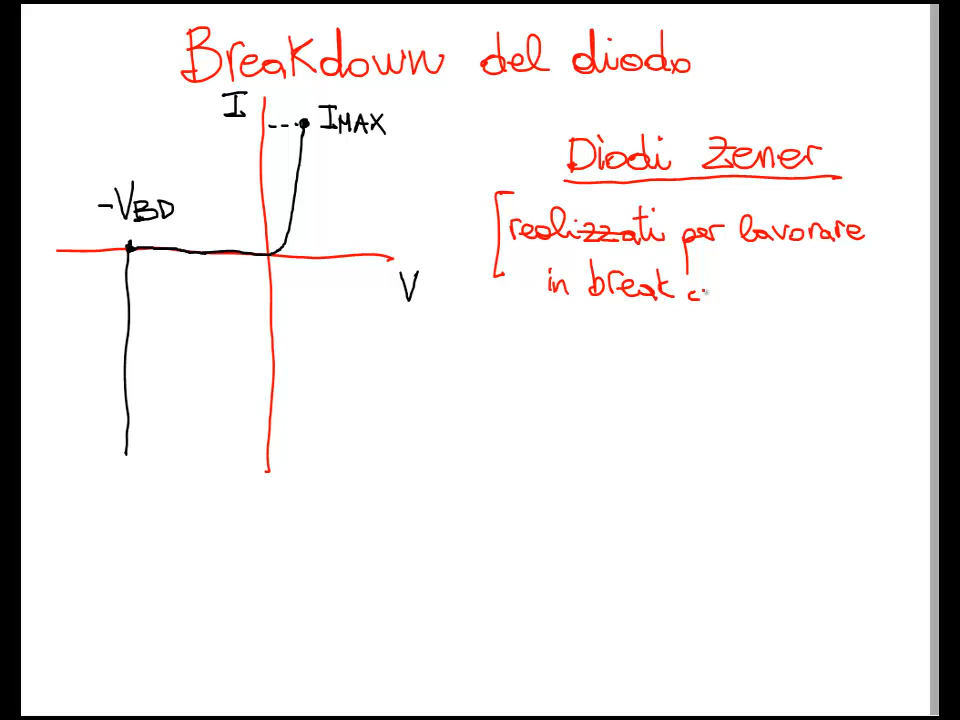 Breakdown del diodo
I
IMAX
Diodi Zener
-VBD
realizzati per lavorare
V
in break